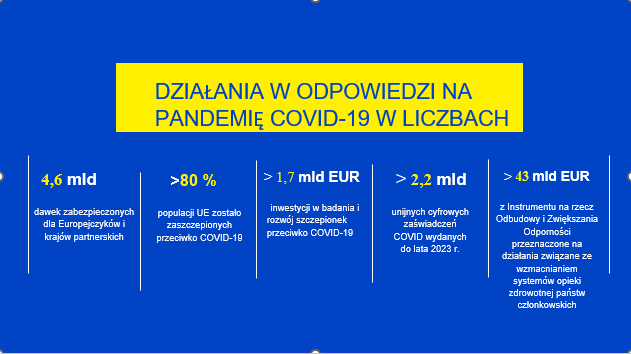 DZIAŁANIA W ODPOWIEDZI NA
PANDEMIĘ COVID-19 W LICZBACH
4,6 mld
dawek zabezpieczonych
dla Europejczyków i
krajów partnerskich
>80 %
populacji UE zostało
zaszczepionych
przeciwko COVID-19
> 1,7 mld EUR
inwestycji w badania i
rozwój szczepionek
przeciwko COVID-19
> 2,2 mld
unijnych cyfrowych
zaświadczeń
COVID wydanych
do lata 2023 r.
> 43 mld EUR
z Instrumentu na rzecz
Odbudowy i Zwiększania
Odporności
przeznaczone na
działania związane ze
wzmacnianiem
systemów opieki
zdrowotnej państw
członkowskich